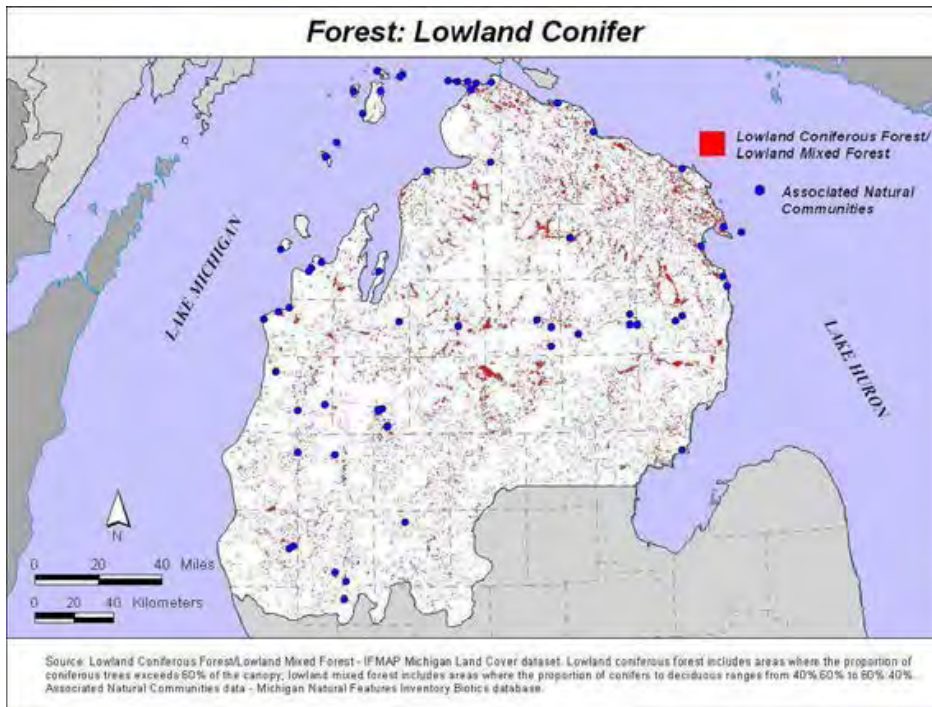 Forest: Lowland Conifer
Lowland Coniferous Forest/
Lowland Mixed Forest
Associated Natural
Communities
LAKE MICHIGAN
LAKE HURON
N
0 20 40 Miles
0 20 40 Kilometers
Source: Lowland Coniferous Forest/Lowland Mixed Forest - IFMAP Michigan Land Cover dataset. Lowland coniferous forest includes areas where the proportion of
coniferous trees exceeds 60% of the canopy; lowland mixed forest includes areas where the proportion of conifers to deciduous ranges from 40%:60% to 60%:40%.
Associated Natural Communities data - Michigan Natural Features Inventory Biotics database.